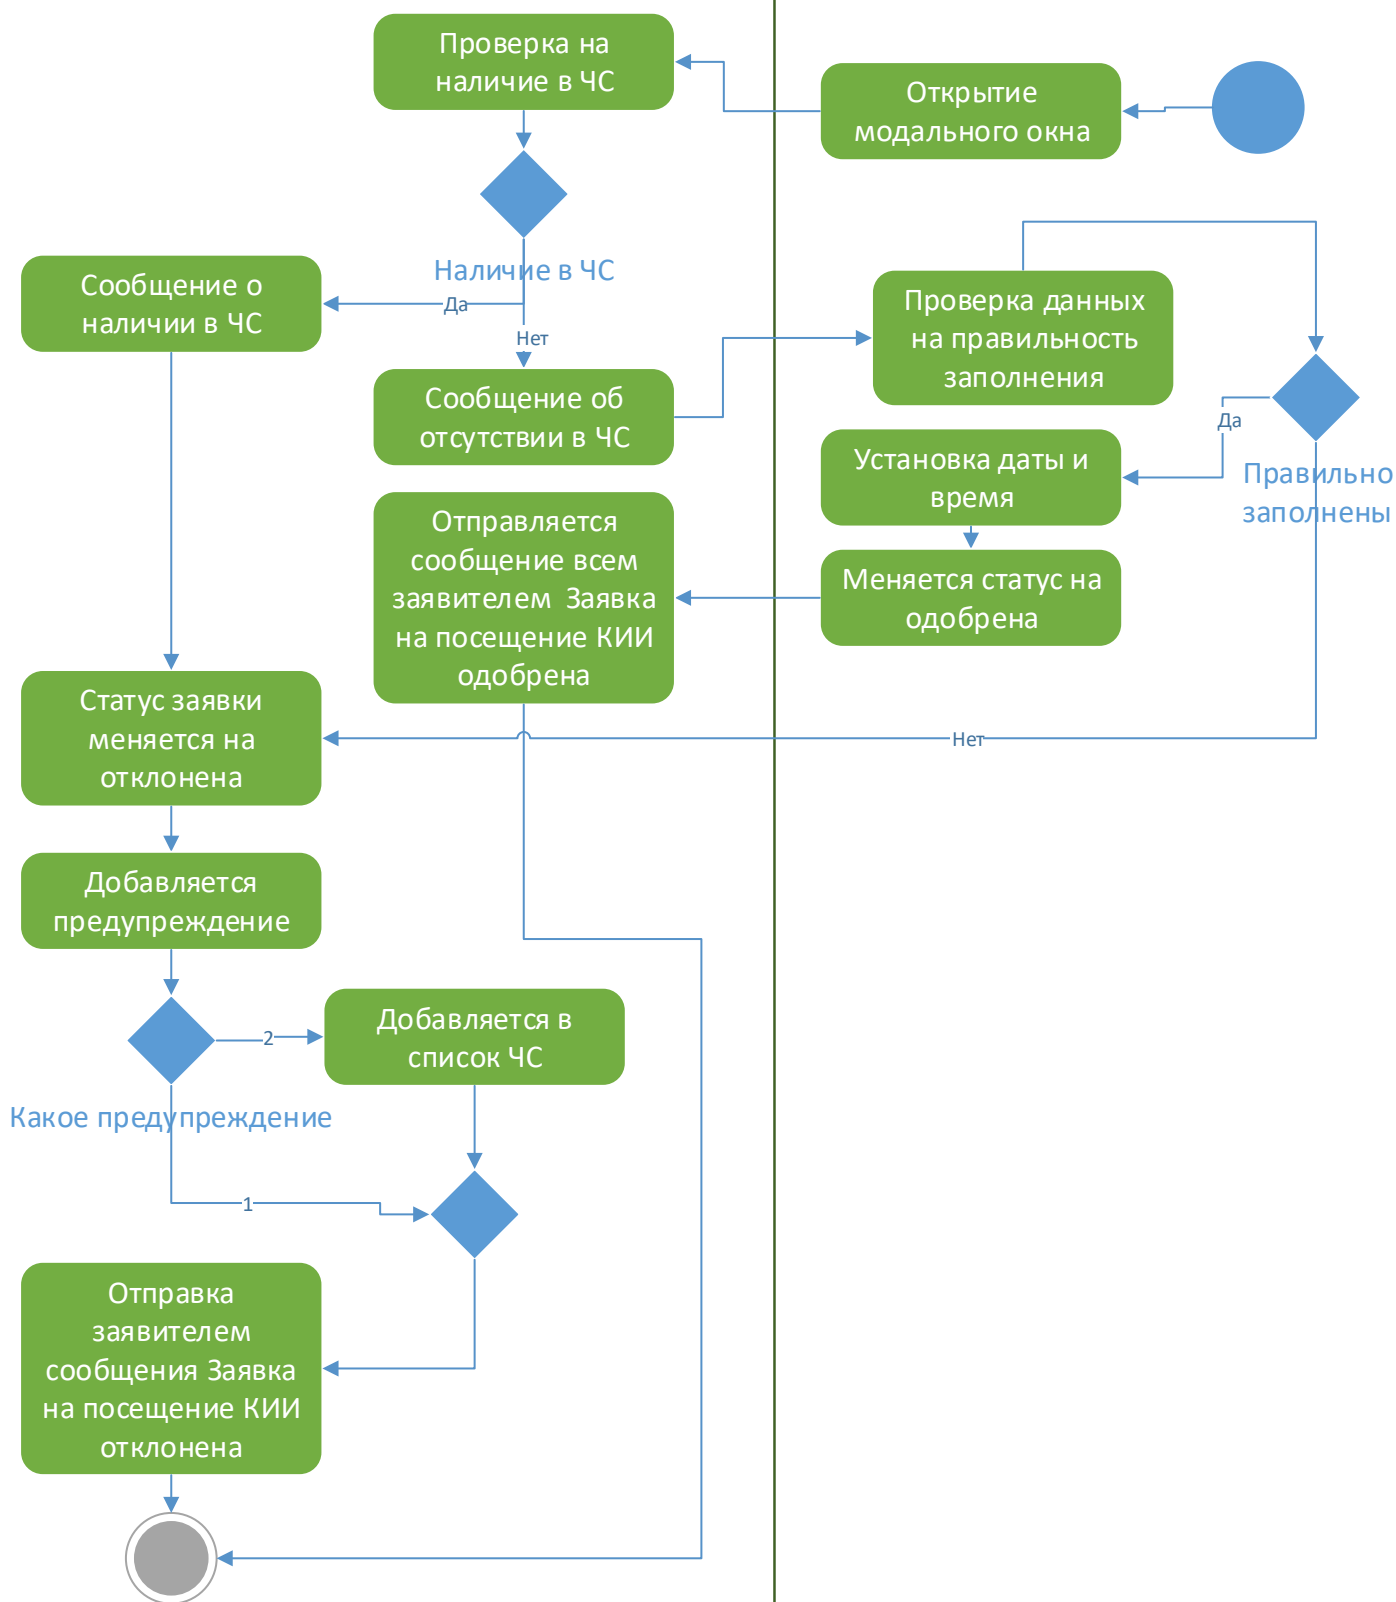 Проверка на
наличие в ЧС
Открытие
модального окна
Наличие в ЧС
Да
Нет
Сообщение о
наличии в ЧС
Проверка данных
на правильность
заполнения
Сообщение об
отсутствии в ЧС
Да
Правильно
заполнены
Установка даты и
время
Отправляется
сообщение всем
заявителем Заявка
на посещение КИИ
одобрена
Меняется статус на
одобрена
Статус заявки
меняется на
отклонена
Нет
Добавляется
предупреждение
2
Добавляется в
список ЧС
Какое предупреждение
1
Отправка
заявителем
сообщения Заявка
на посещение КИИ
отклонена